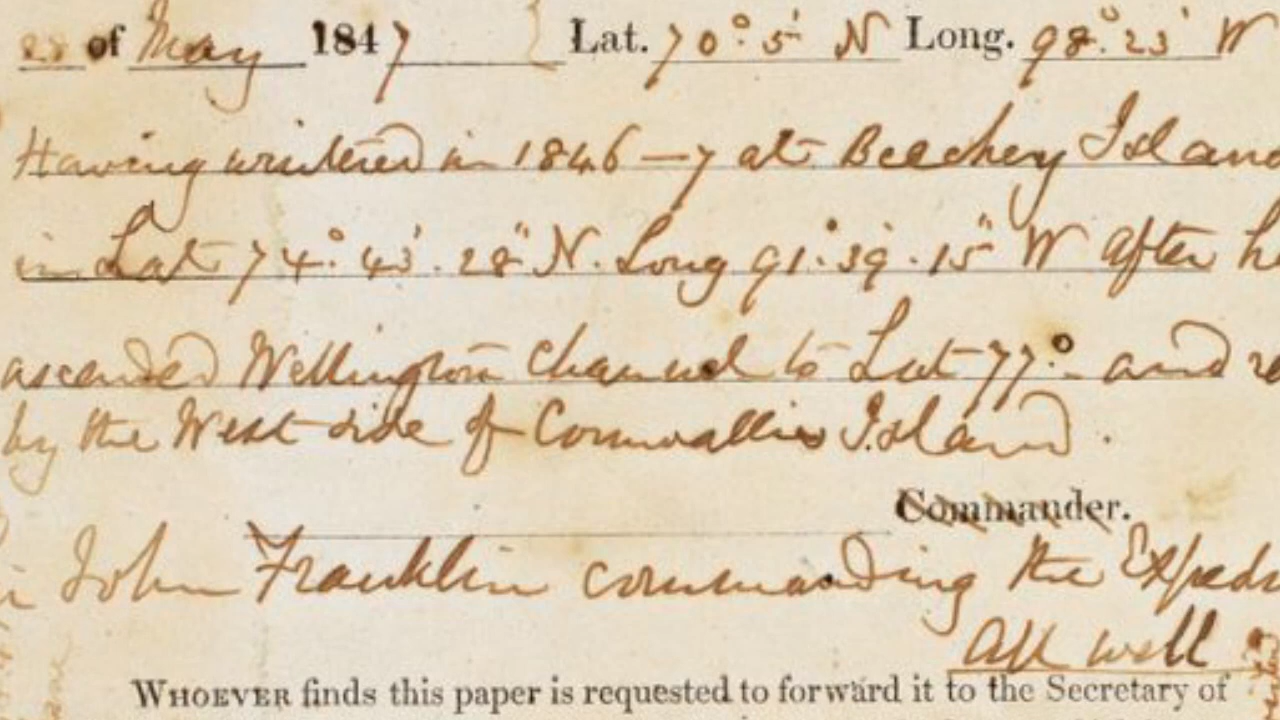 28 of May 1847 { Lat. 70° 5' N Long. 98°. 23' W
Having wintered in 1846–7 at Beechey Island
in Lat 74°. 43'. 28" N. Long 91°. 39'. 15" W After h
ascended Wellington Channel to Lat 77°– and re
by the West side of Cornwallis Island.
Commander.
John Franklin commanding the Exped
All well
WHOEVER finds this paper is requested to forward it to the Secretary of